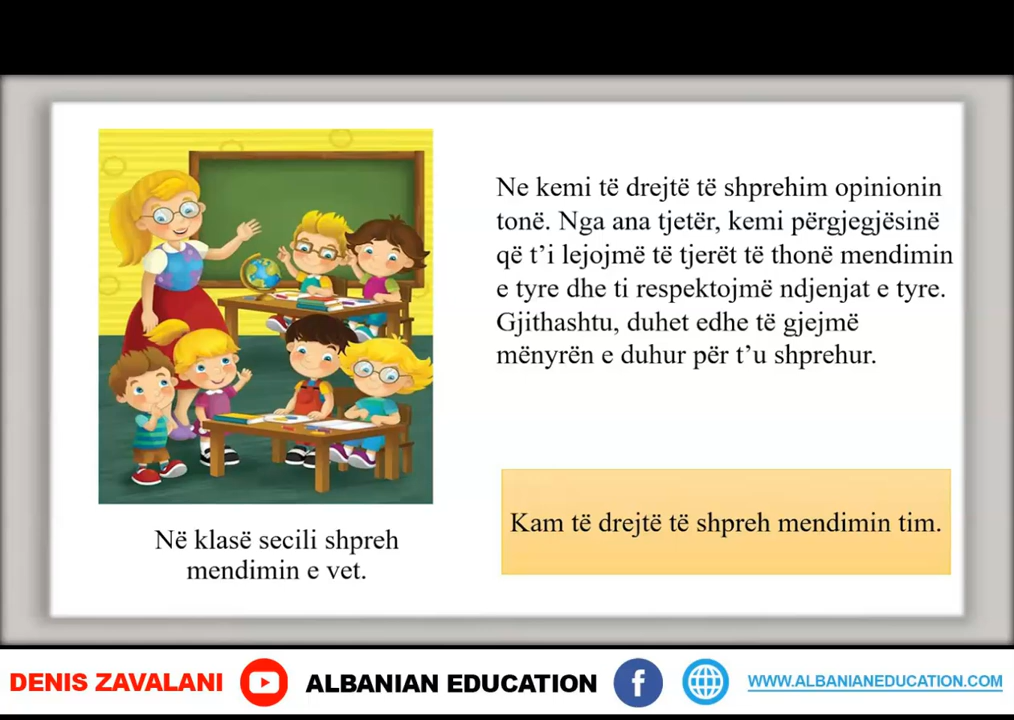 Ne kemi të drejtë të shprehim opinionin
tonë. Nga ana tjetër, kemi përgjegjësinë
që t’i lejojmë të tjerët të thonë mendimin
e tyre dhe ti respektojmë ndjenjat e tyre.
Gjithashtu, duhet edhe të gjejmë
mënyrën e duhur për t’u shprehur.
Kam të drejtë të shpreh mendimin tim.
Në klasë secili shpreh
mendimin e vet.
DENIS ZAVALANI
ALBANIAN EDUCATION
f
WWW.ALBANIANEDUCATION.COM